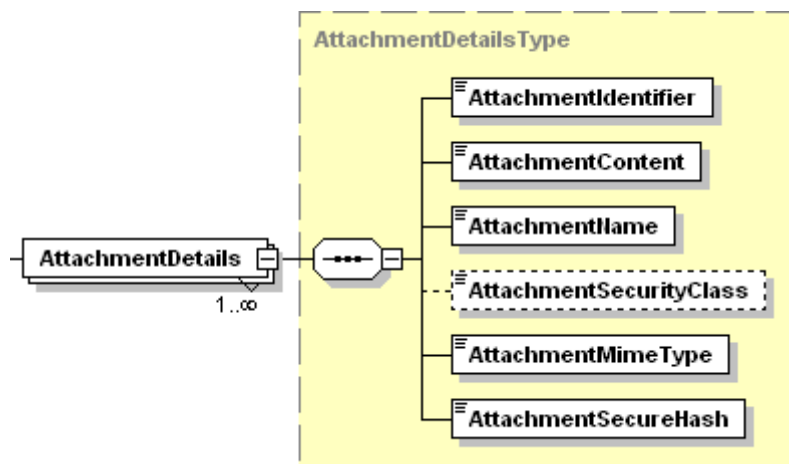 AttachmentDetailsType
AttachmentIdentifier
AttachmentContent
AttachmentName
AttachmentDetails
1..∞
AttachmentSecurityClass
AttachmentMimeType
AttachmentSecureHash